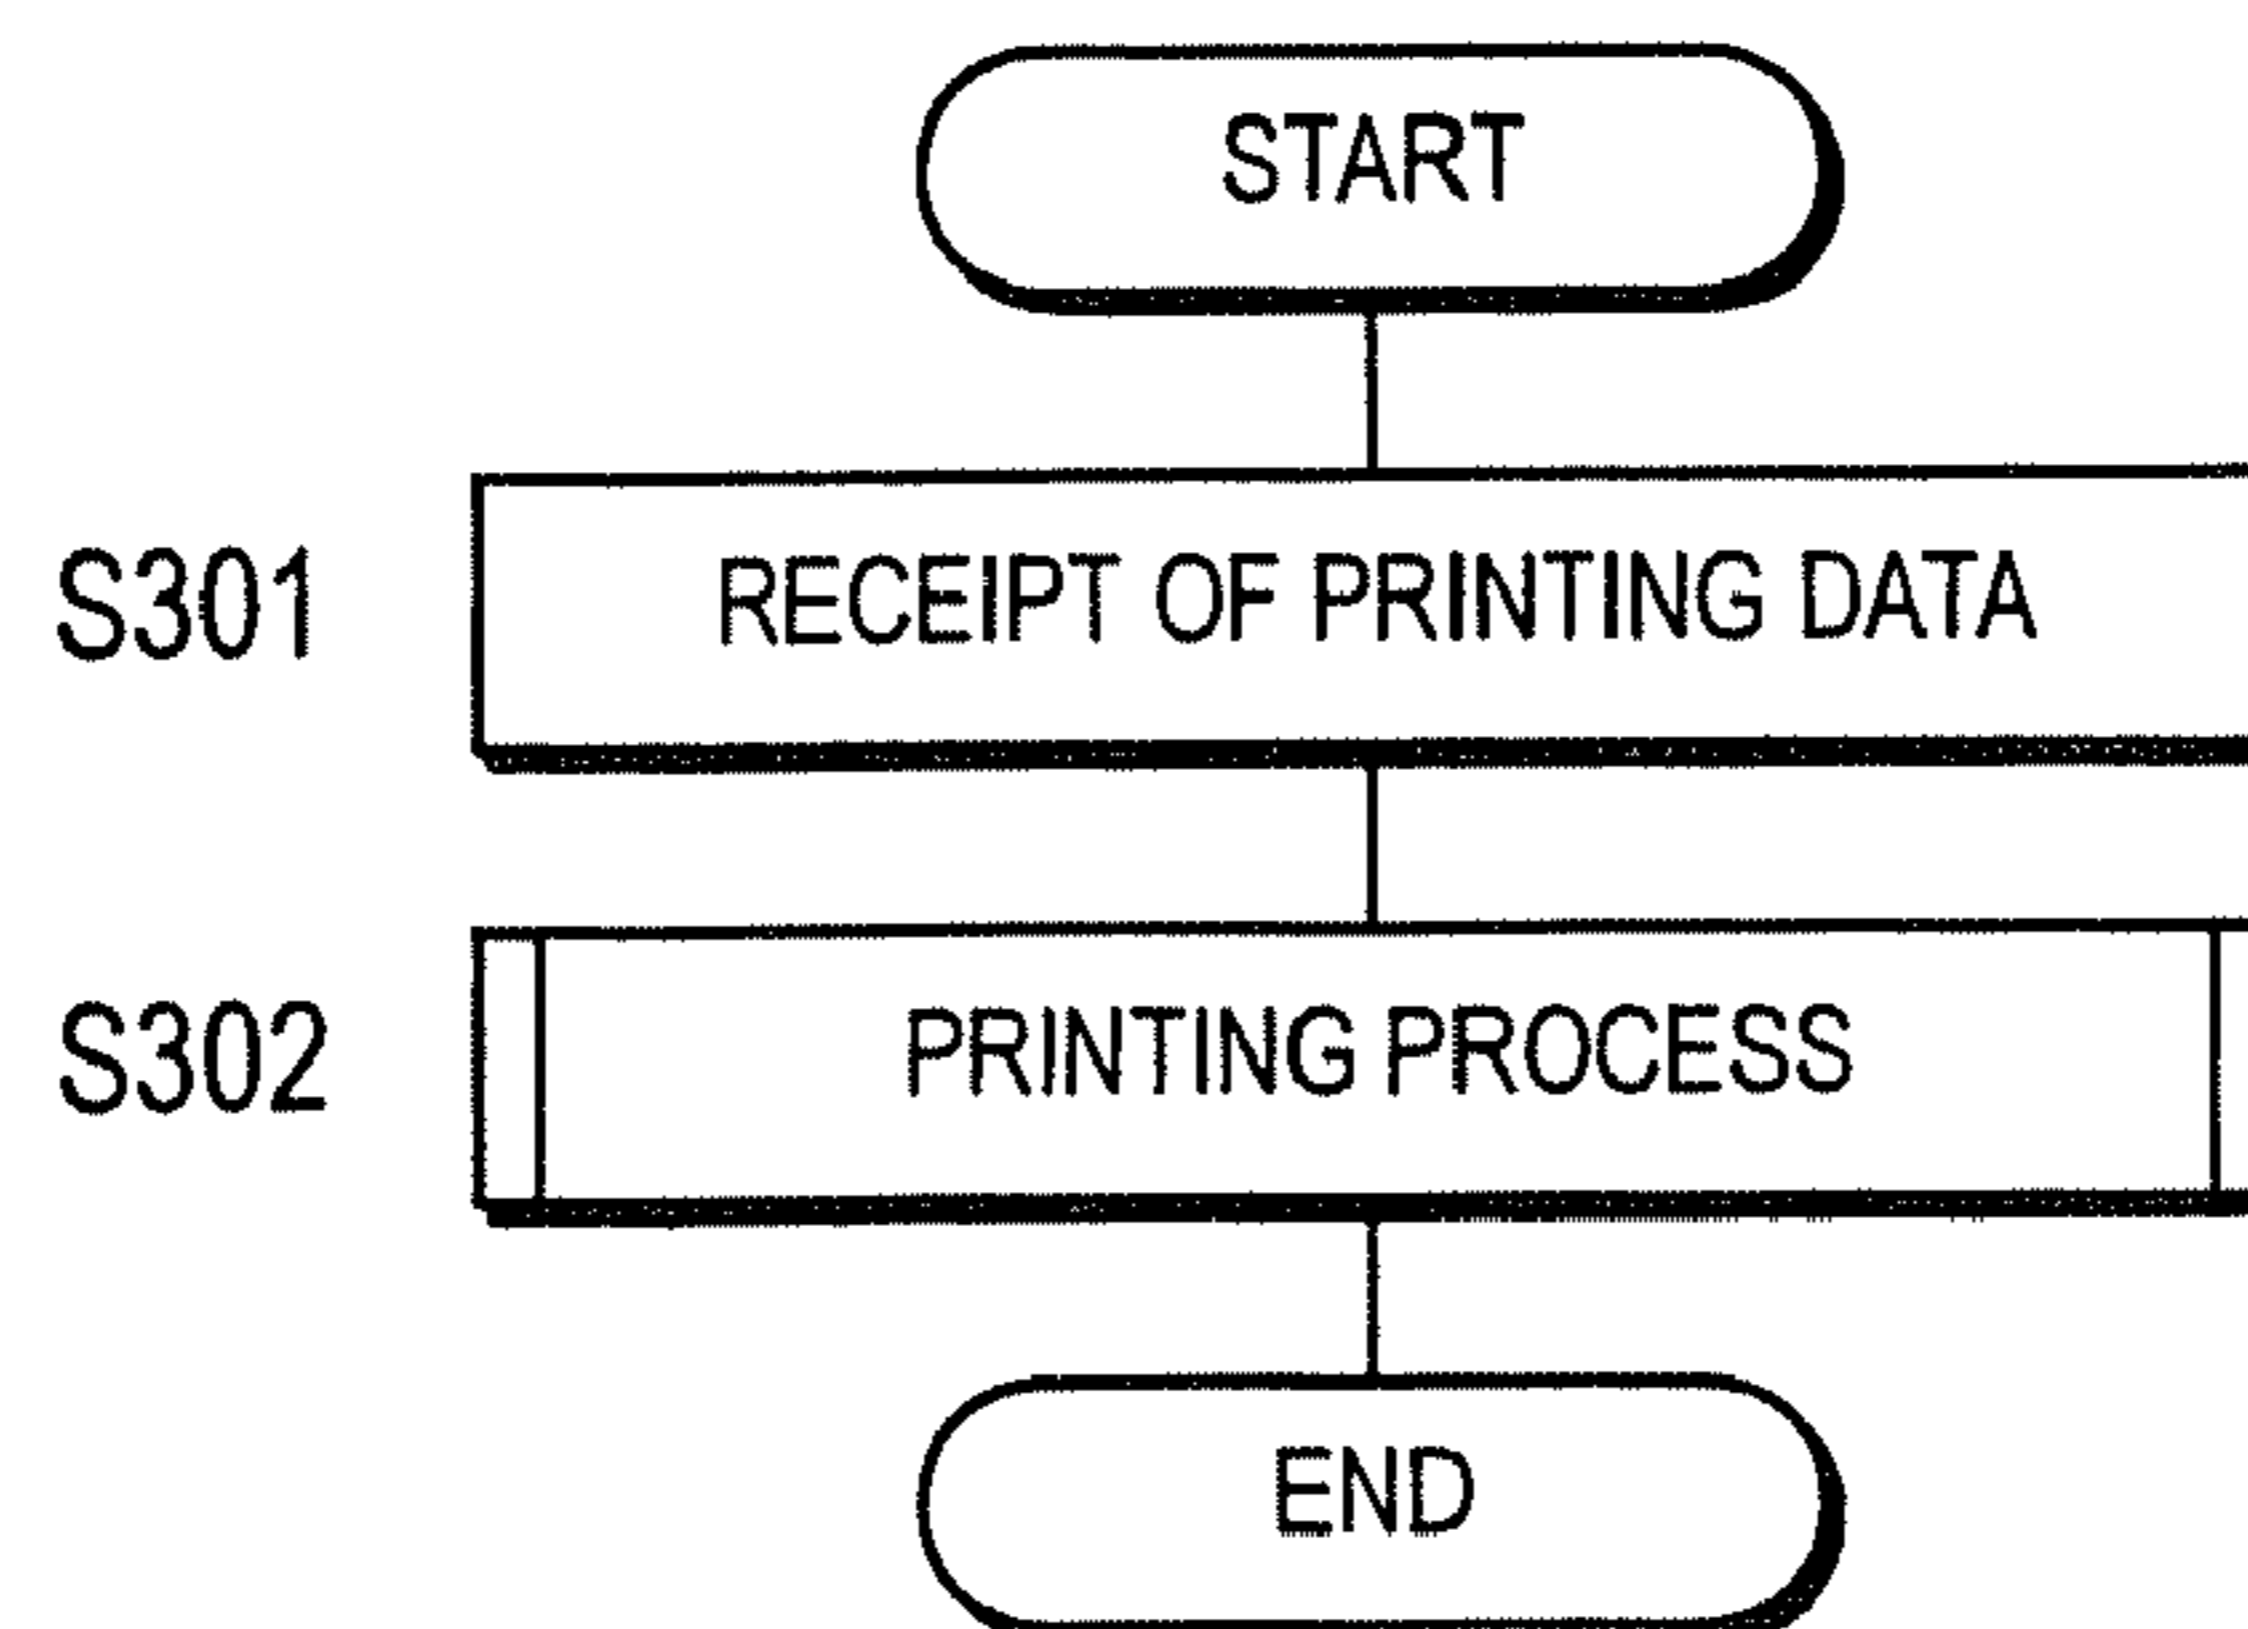 START
S301 RECEIPT OF PRINTING DATA
S302 PRINTING PROCESS
END